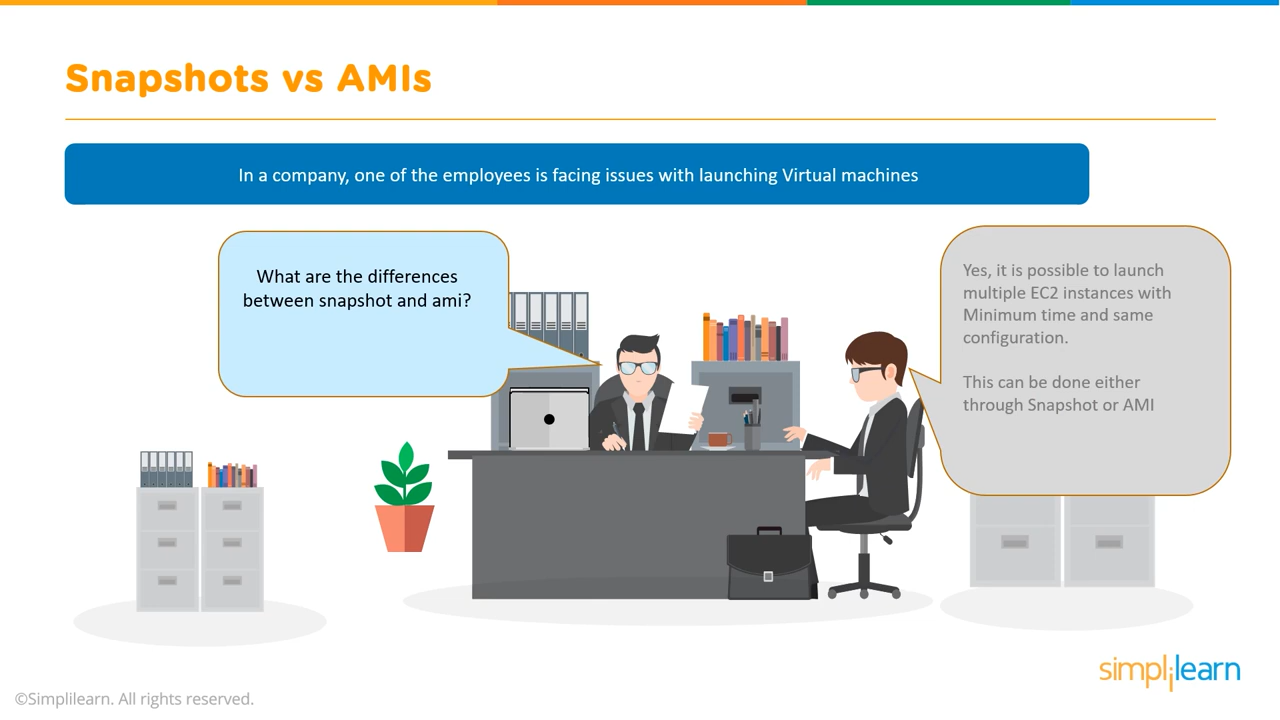 Snapshots vs AMIs
In a company, one of the employees is facing issues with launching Virtual machines
What are the differences
between snapshot and ami?
Yes, it is possible to launch
multiple EC2 instances with
Minimum time and same
configuration.
This can be done either
through Snapshot or AMI
simplilearn
©Simplilearn. All rights reserved.